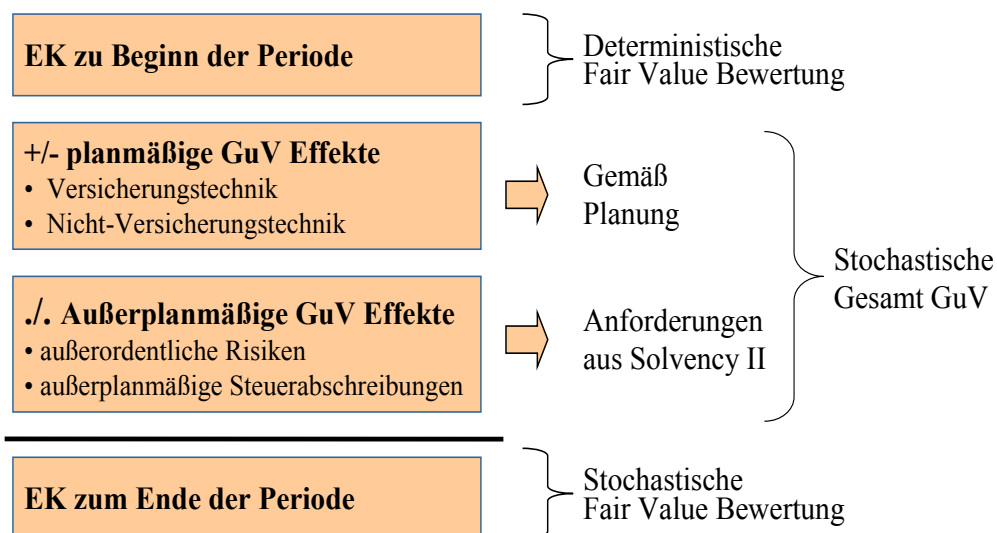 EK zu Beginn der Periode
Deterministische
Fair Value Bewertung
+/- planmäßige GuV Effekte
• Versicherungstechnik
• Nicht-Versicherungstechnik
Gemäß
Planung
./. Außerplanmäßige GuV Effekte
• außerordentliche Risiken
• außerplanmäßige Steuerabschreibungen
Anforderungen
aus Solvency II
Stochastische
Gesamt GuV
EK zum Ende der Periode
Stochastische
Fair Value Bewertung